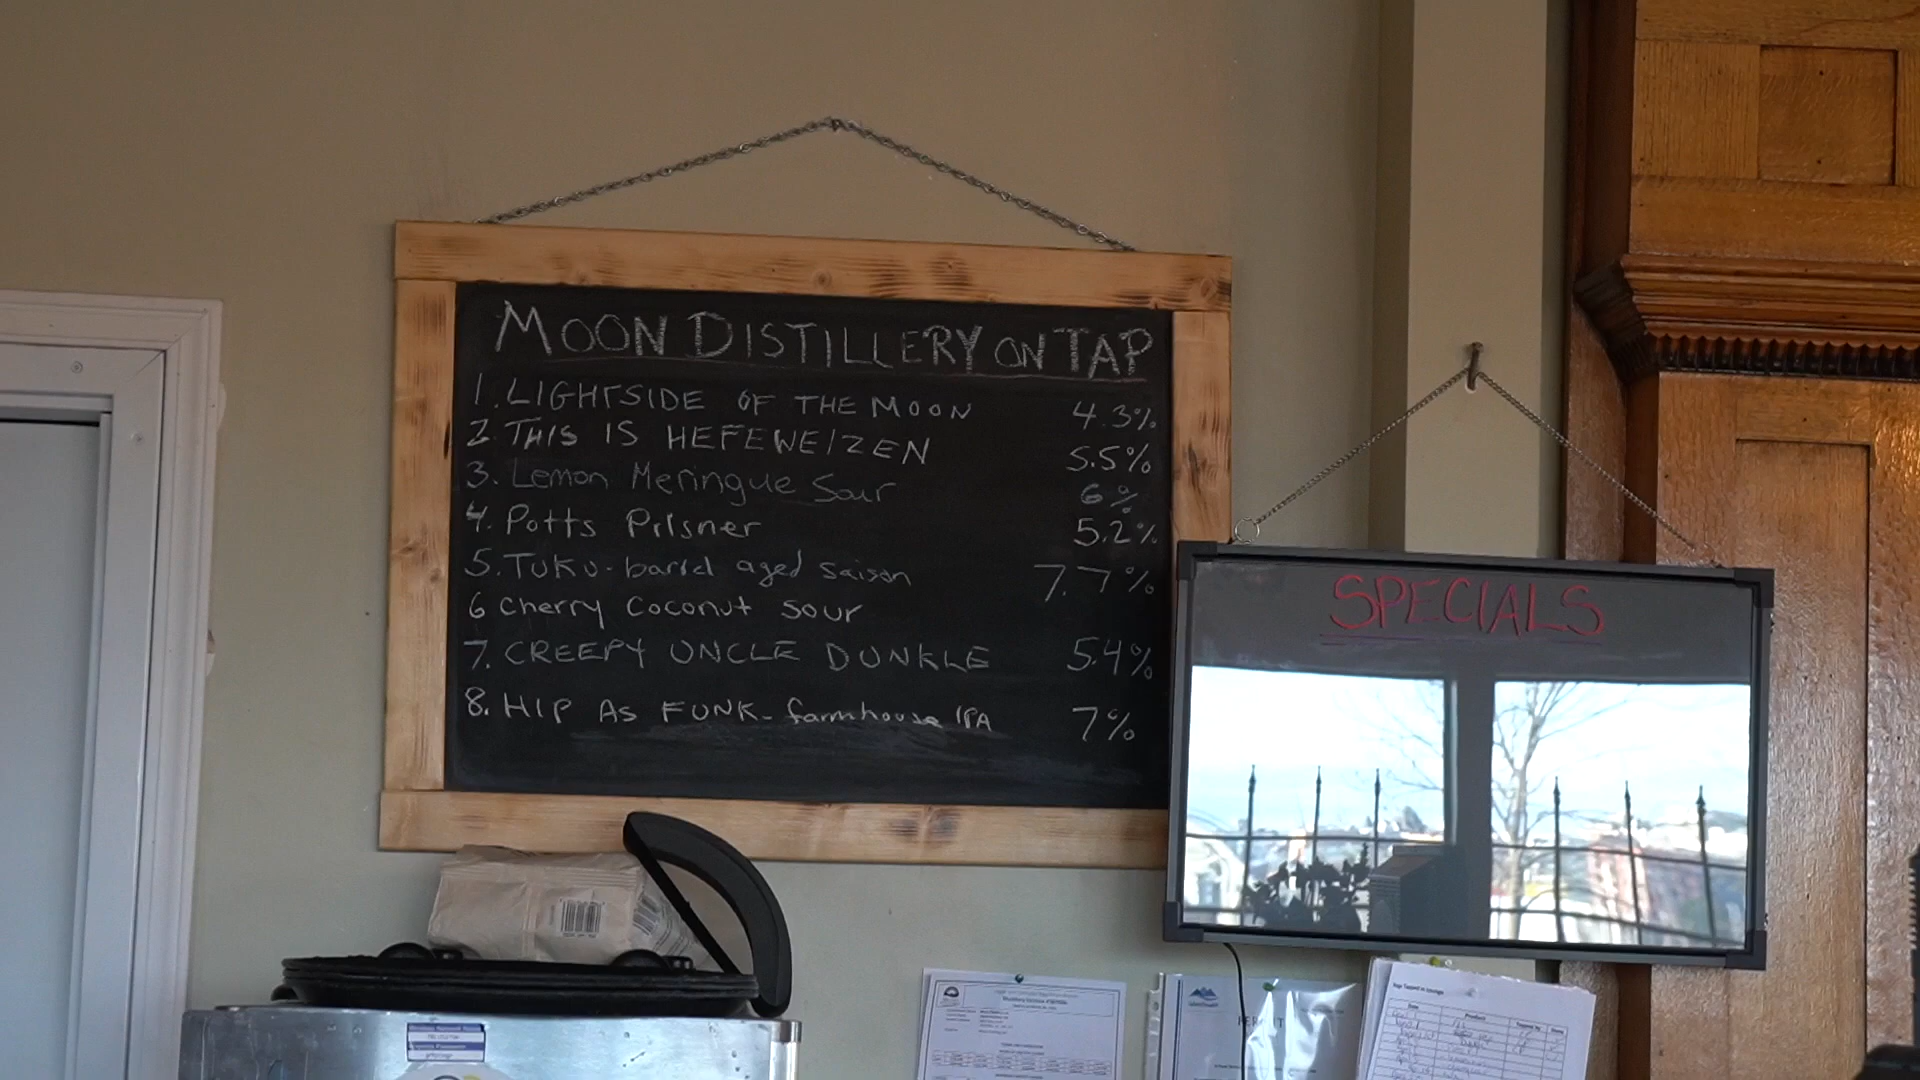 MOON DISTILLERY ON TAP
1. LIGHTSIDE OF THE MOON 4.3%
2. THIS IS HEFEWEIZEN 5.5%
3. Lemon Meringue Sour 6%
4. Potts Pilsner 5.2%
5. TUKU-barrel aged saison 7.7%
6 Cherry Coconut sour
7. CREEPY UNCLE DUNKLE 5.4%
8. HIP AS FUNK - farmhouse IPA 7%
SPECIALS